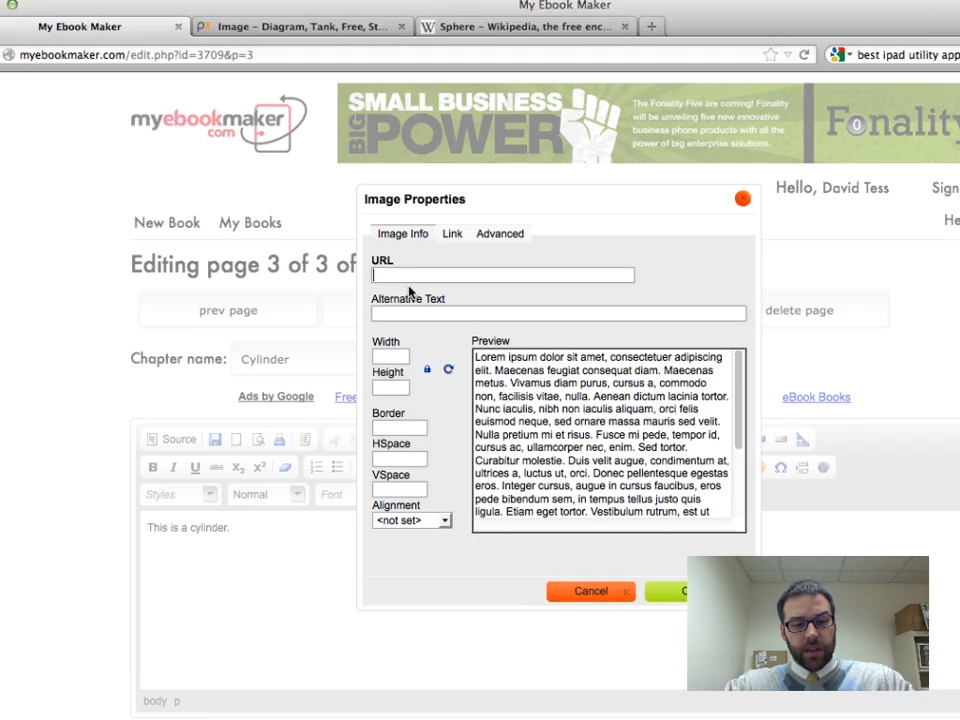 My Ebook Maker
My Ebook Maker
Image - Diagram, Tank, Free, St...
Sphere - Wikipedia, the free enc...
myebookmaker.com/edit.php?id=3709&p=3
best ipad utility app
myebookmaker
.com
SMALL BUSINESS
BIG POWER
The Fonality Five are coming! Fonality
will be unveiling five new innovative
business phone products with all the
power of big enterprise solutions.
Fonality
Hello, David Tess
Sign
New Book
My Books
He
Editing page 3 of 3 of
prev page
delete page
Chapter name:
Cylinder
Ads by Google
Free
eBook Books
Image Properties
Image Info
Link
Advanced
URL
Alternative Text
Width
Height
Border
HSpace
VSpace
Alignment
<not set>
Preview
Lorem ipsum dolor sit amet, consectetuer adipiscing
elit. Maecenas feugiat consequat diam. Maecenas
metus. Vivamus diam purus, cursus a, commodo
non, facilisis vitae, nulla. Aenean dictum lacinia tortor.
Nunc iaculis, nibh non iaculis aliquam, orci felis
euismod neque, sed ornare massa mauris sed velit.
Nulla pretium mi et risus. Fusce mi pede, tempor id,
cursus ac, ullamcorper nec, enim. Sed tortor.
Curabitur molestie. Duis velit augue, condimentum at,
ultrices a, luctus ut, orci. Donec pellentesque egestas
eros. Integer cursus, augue in cursus faucibus, eros
pede bibendum sem, in tempus tellus justo quis
ligula. Etiam eget tortor. Vestibulum rutrum, est ut
Cancel
Source
Styles
Normal
Font
This is a cylinder.
body p